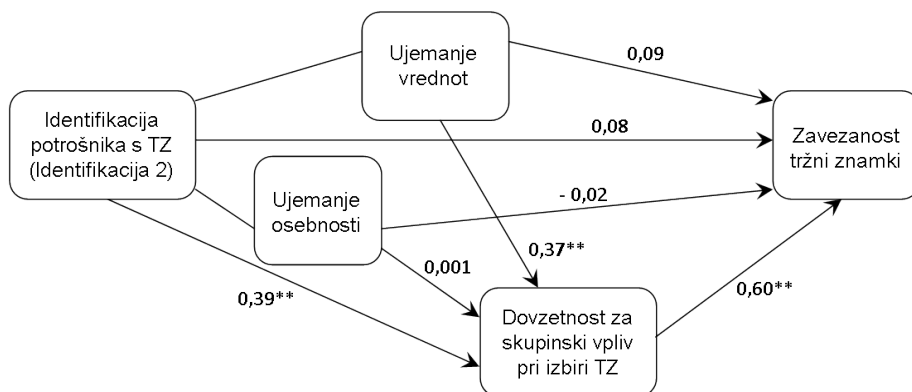 Ujemanje
vrednot
0,09
Identifikacija
potrošnika s TZ
(Identifikacija 2)
0,08
Zavezanost
tržni znamki
Ujemanje
osebnosti
- 0,02
0,37**
0,001
0,39**
0,60**
Dovzetnost za
skupinski vpliv
pri izbiri TZ